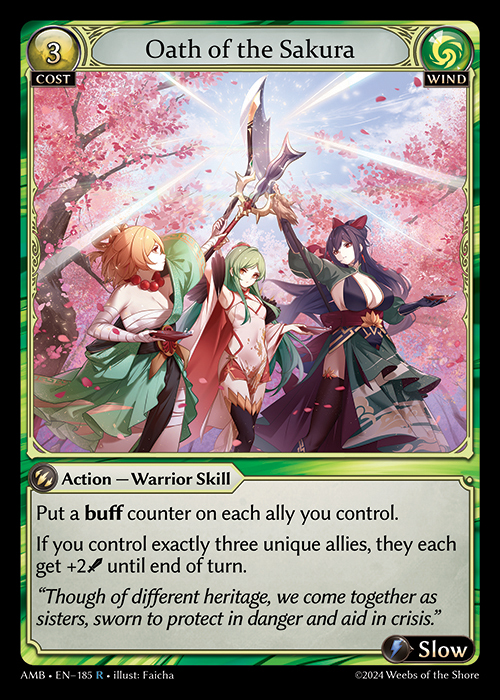 3
Oath of the Sakura
COST
WIND
Action — Warrior Skill
Put a buff counter on each ally you control.
If you control exactly three unique allies, they each
get +2 until end of turn.
“Though of different heritage, we come together as
sisters, sworn to protect in danger and aid in crisis.”
Slow
AMB • EN–185 R • illust: Faicha
©2024 Weebs of the Shore